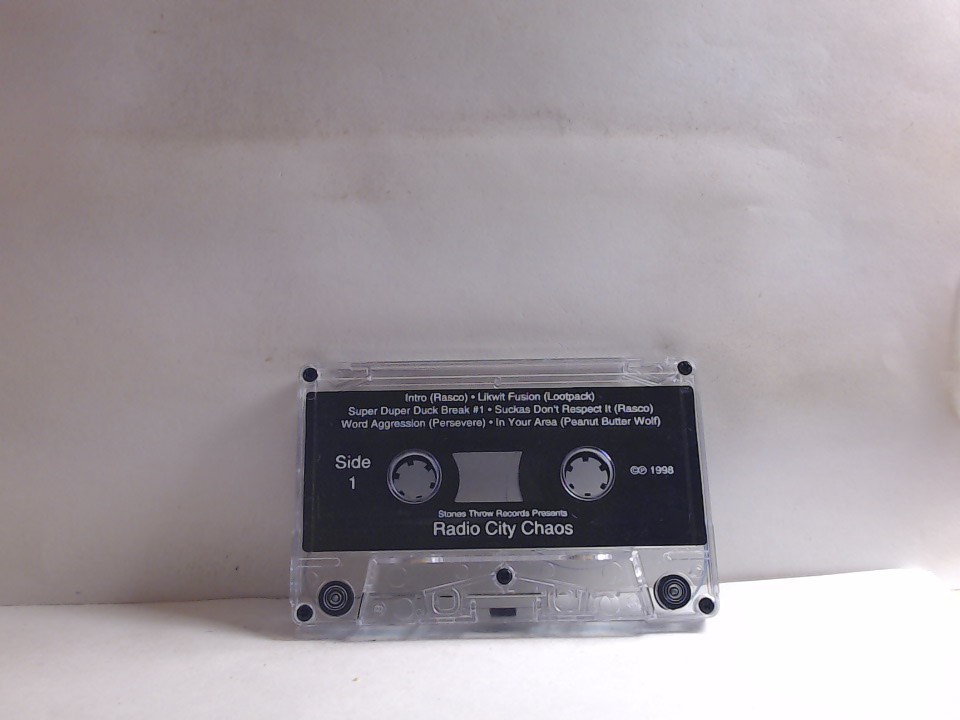 Intro (Rasco) • Likwit Fusion (Lootpack)
Super Duper Duck Break #1 • Suckas Don't Respect It (Rasco)
Word Aggression (Persevere) • In Your Area (Peanut Butter Wolf)
Side
1
©℗ 1998
Stones Throw Records Presents
Radio City Chaos